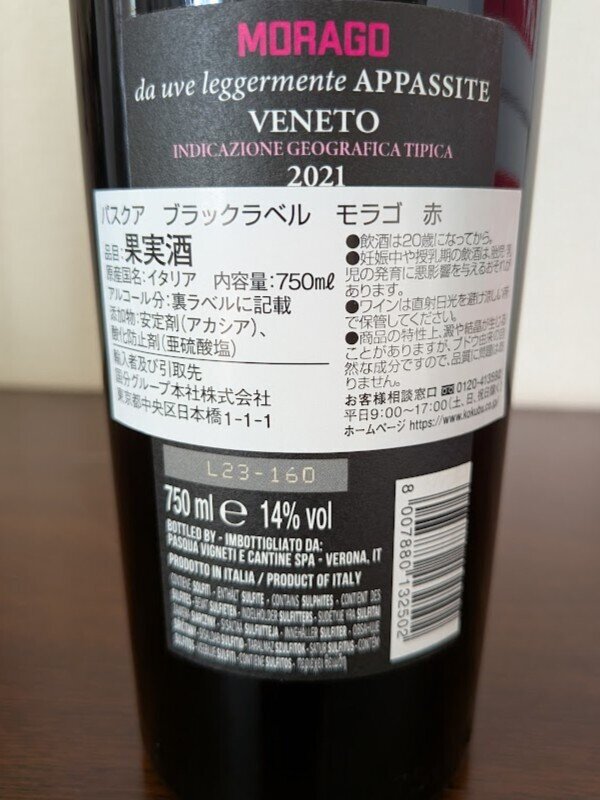 MORAGO
da uve leggermente APPASSITE
VENETO
INDICAZIONE GEOGRAFICA TIPICA
2021
パスクア ブラックラベル モラゴ 赤
品目:果実酒
原産国名:イタリア 内容量:750㎖
アルコール分:裏ラベルに記載
添加物:安定剤(アカシア)、
酸化防止剤(亜硫酸塩)
輸入者及び引取先
国分グループ本社株式会社
東京都中央区日本橋1-1-1
●飲酒は20歳になってから。
●妊娠中や授乳期の飲酒は、胎児・乳
児の発育に悪影響を与えるおそれが
あります。
●ワインは直射日光を避け涼しい
で保管してください。
●商品の特性上、澱や結晶が生じる
ことがありますが、ブドウ由来の自
然な成分ですので、品質に問題はあ
りません。
お客様相談窓口
平日9:00〜17:00(土、日、祝日除く)
ホームページ https://www.kokubu.co.jp/
L23-160
750 ml e 14% vol
BOTTLED BY - IMBOTTIGLIATO DA:
PASQUA VIGNETI E CANTINE SPA - VERONA, IT
PRODOTTO IN ITALIA / PRODUCT OF ITALY
CONTIENE SOLFITI - ENTHÄLT SULFITE - CONTAINS SULPHITES - CONTIENT DES
8 007880 132502